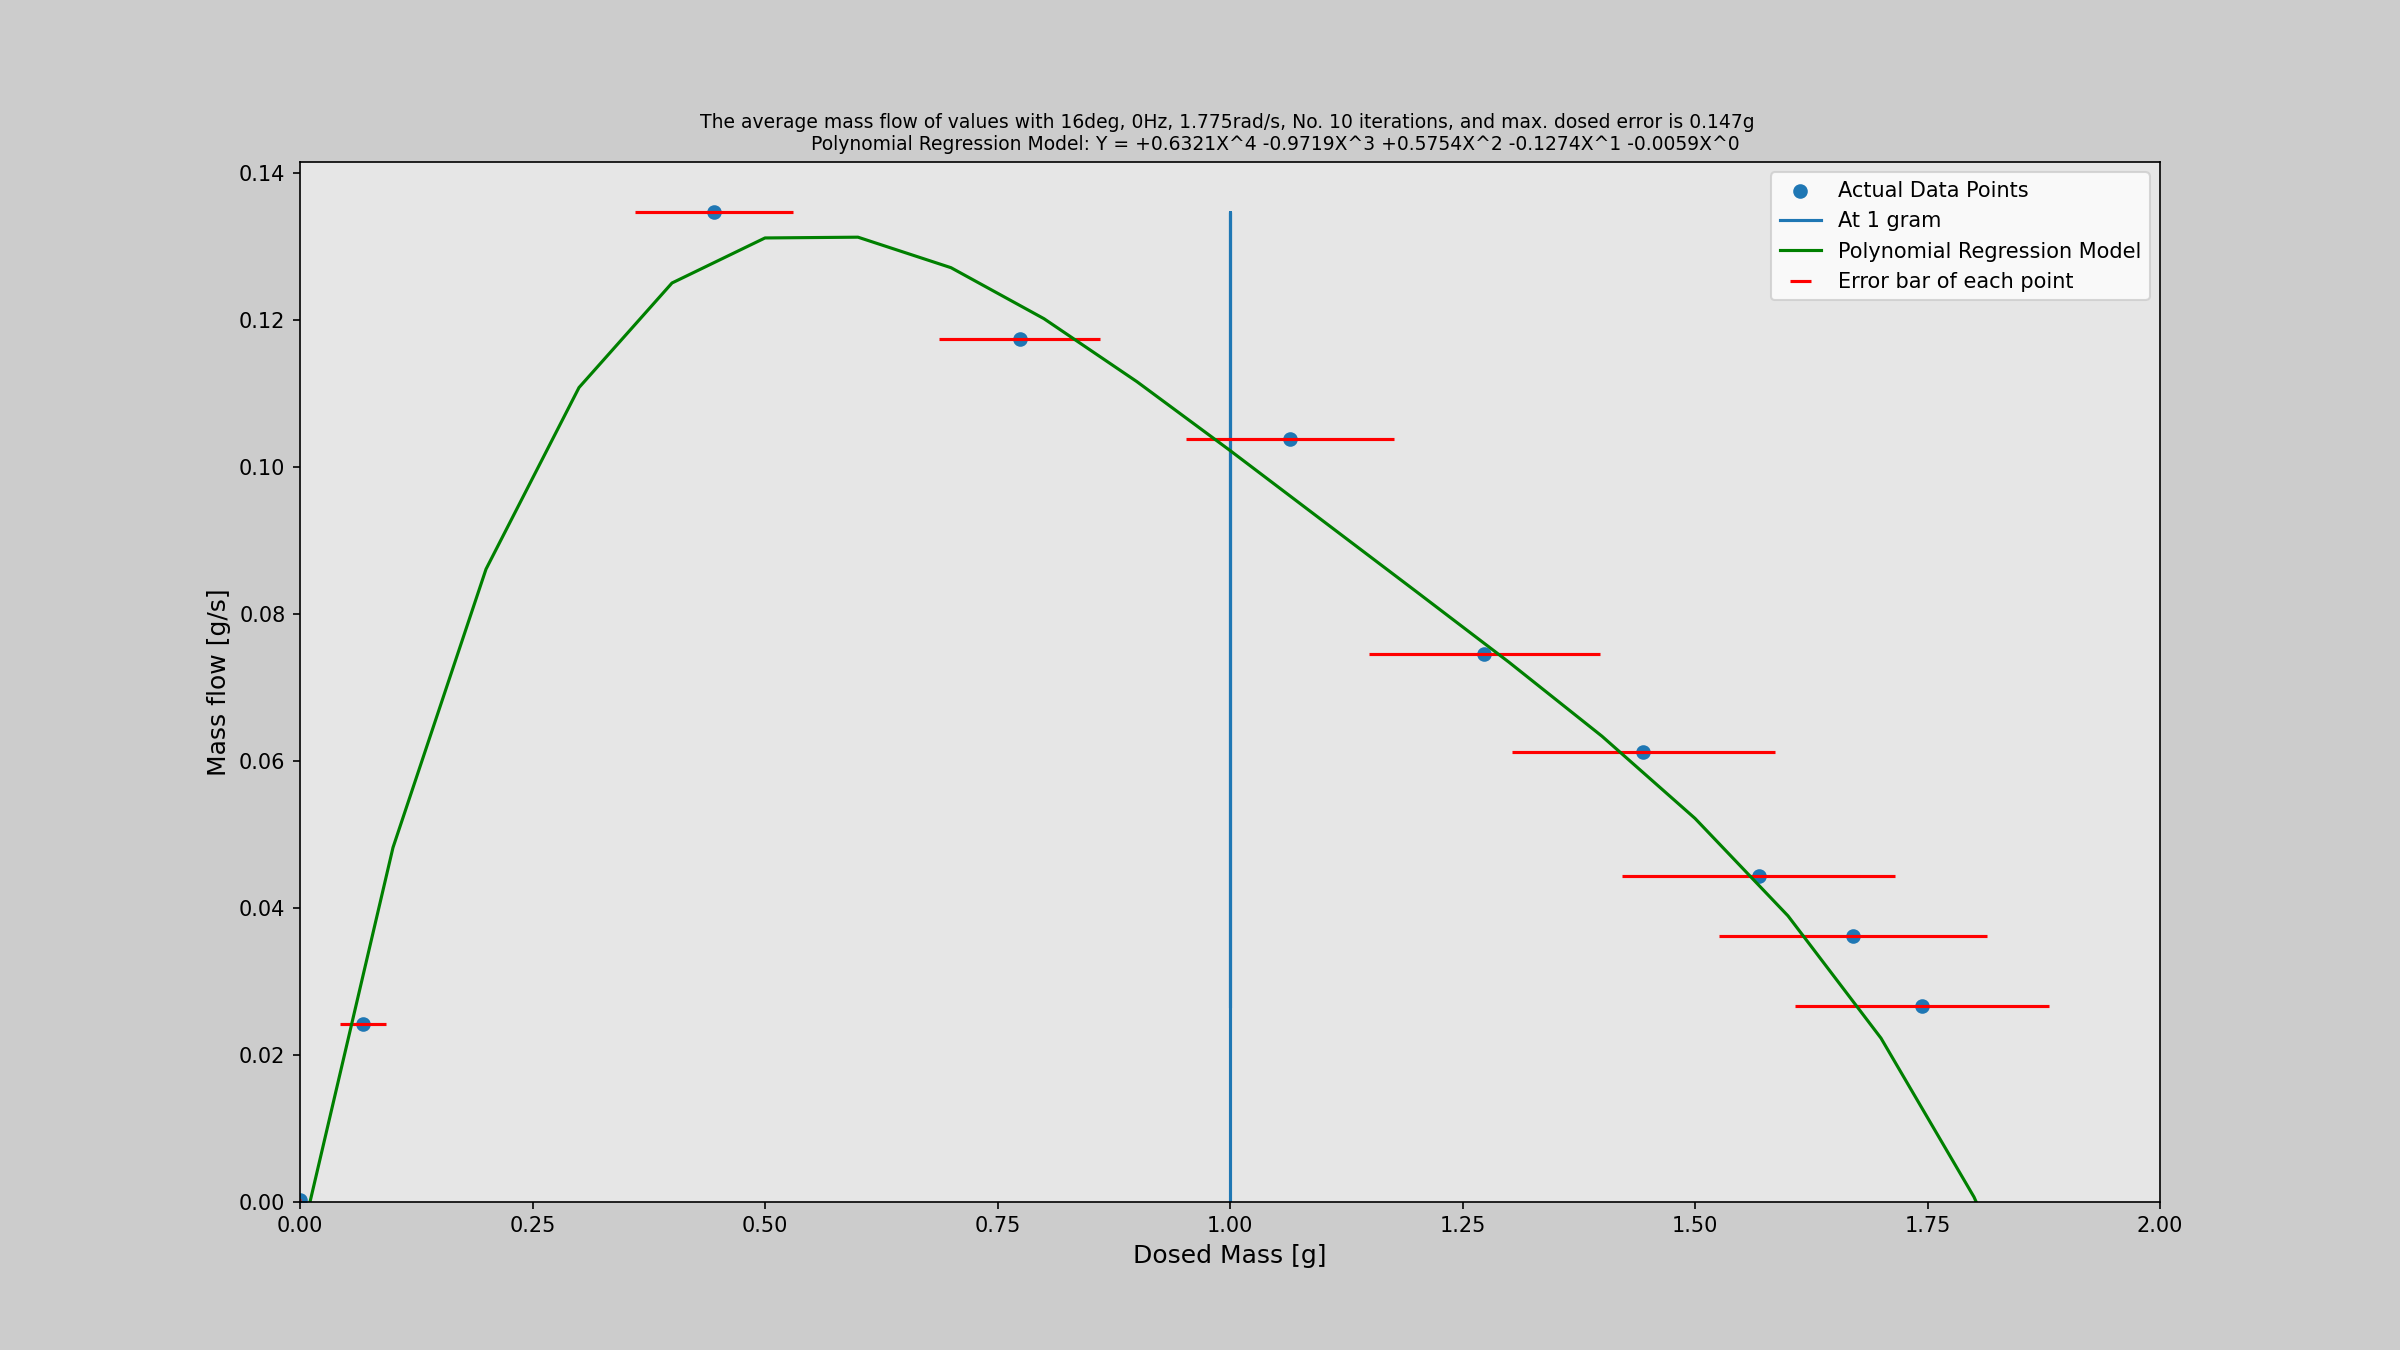 The average mass flow of values with 16deg, 0Hz, 1.775rad/s, No. 10 iterations, and max. dosed error is 0.147g
Polynomial Regression Model: Y = +0.6321X^4 -0.9719X^3 +0.5754X^2 -0.1274X^1 -0.0059X^0
Actual Data Points
At 1 gram
Polynomial Regression Model
Error bar of each point
0.14
0.12
0.10
0.08
0.06
0.04
0.02
0.00
Mass flow [g/s]
0.00 0.25 0.50 0.75 1.00 1.25 1.50 1.75 2.00
Dosed Mass [g]